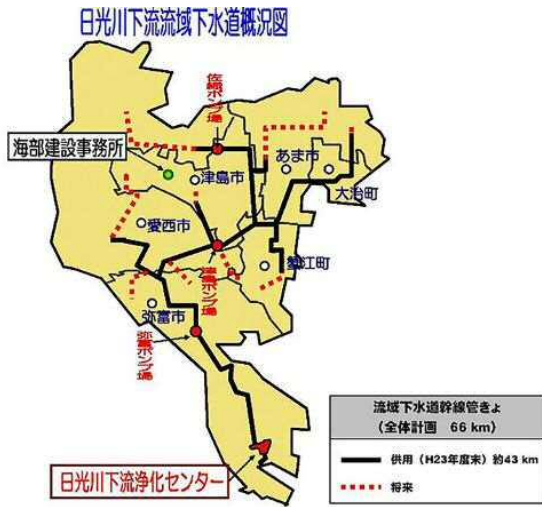 日光川下流流域下水道概況図
佐織ポンプ場
海部建設事務所
あま市
津島市
大治町
愛西市
蟹江町
津島ポンプ場
弥富市
弥富ポンプ場
流域下水道幹線管きょ
(全体計画 66 km)
供用(H23年度末)約43 km
将来
日光川下流浄化センター